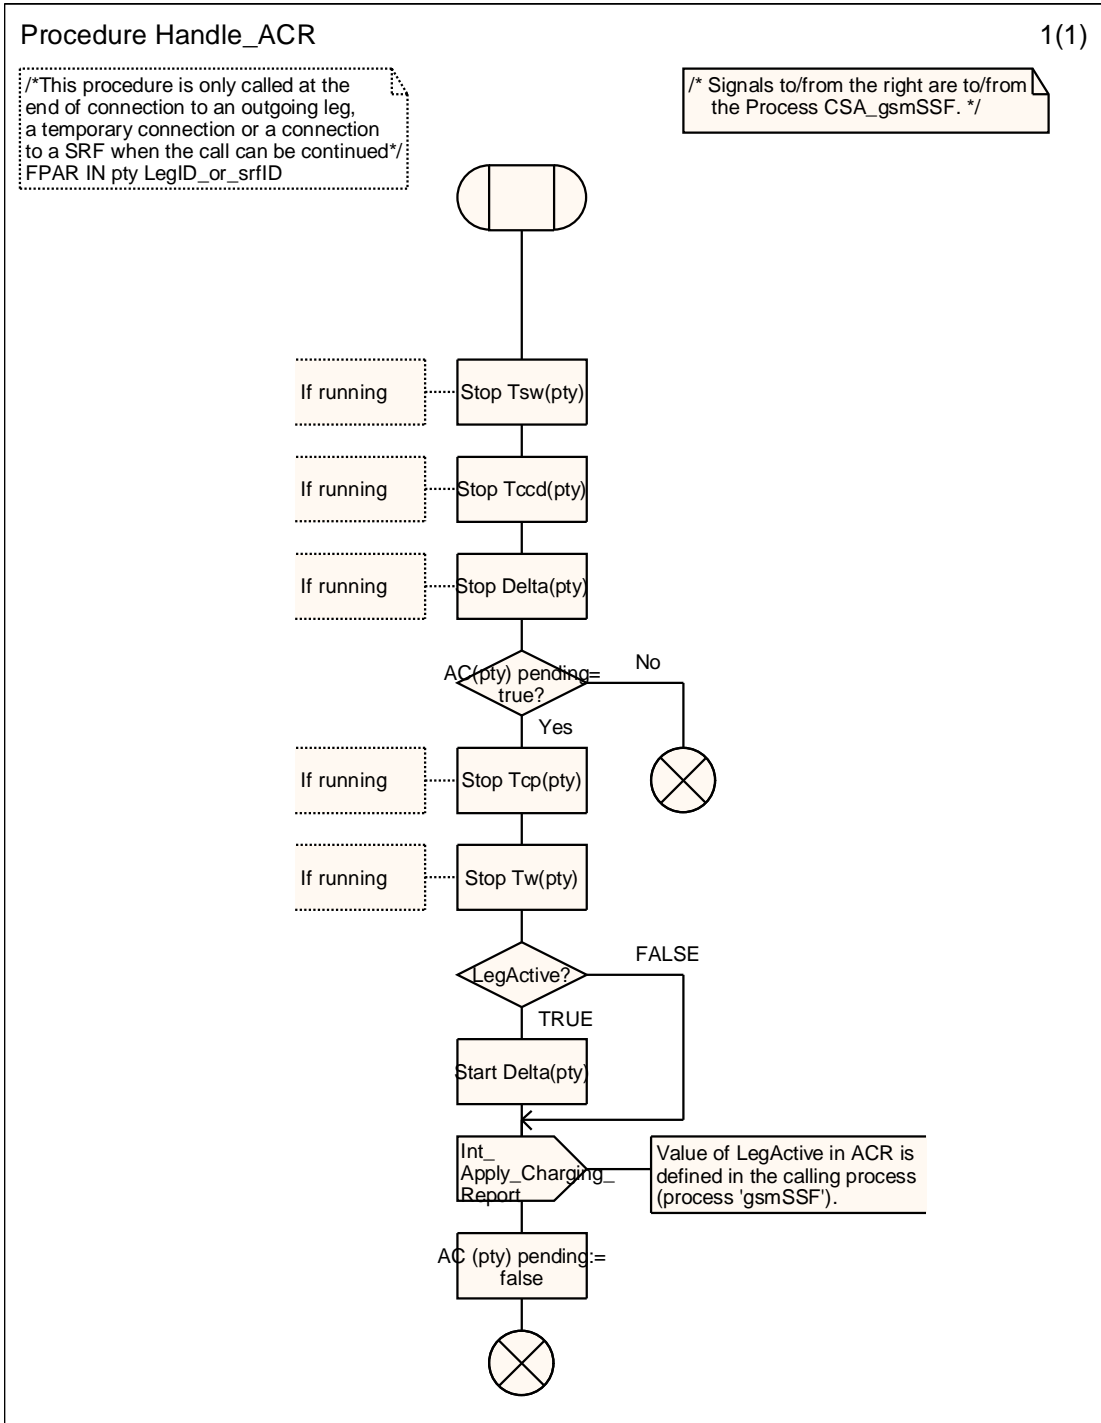 Procedure Handle_ACR
1(1)
/*This procedure is only called at the
end of connection to an outgoing leg,
a temporary connection or a connection
to a SRF when the call can be continued*/
FPAR IN pty LegID_or_srfID
/* Signals to/from the right are to/from
the Process CSA_gsmSSF. */
If running
Stop Tsw(pty)
If running
Stop Tccd(pty)
If running
Stop Delta(pty)
AC(pty) pending=
true?
No
Yes
If running
Stop Tcp(pty)
If running
Stop Tw(pty)
LegActive?
FALSE
TRUE
Start Delta(pty)
Int_
Apply_Charging_
Report
Value of LegActive in ACR is
defined in the calling process
(process 'gsmSSF').
AC (pty) pending:=
false